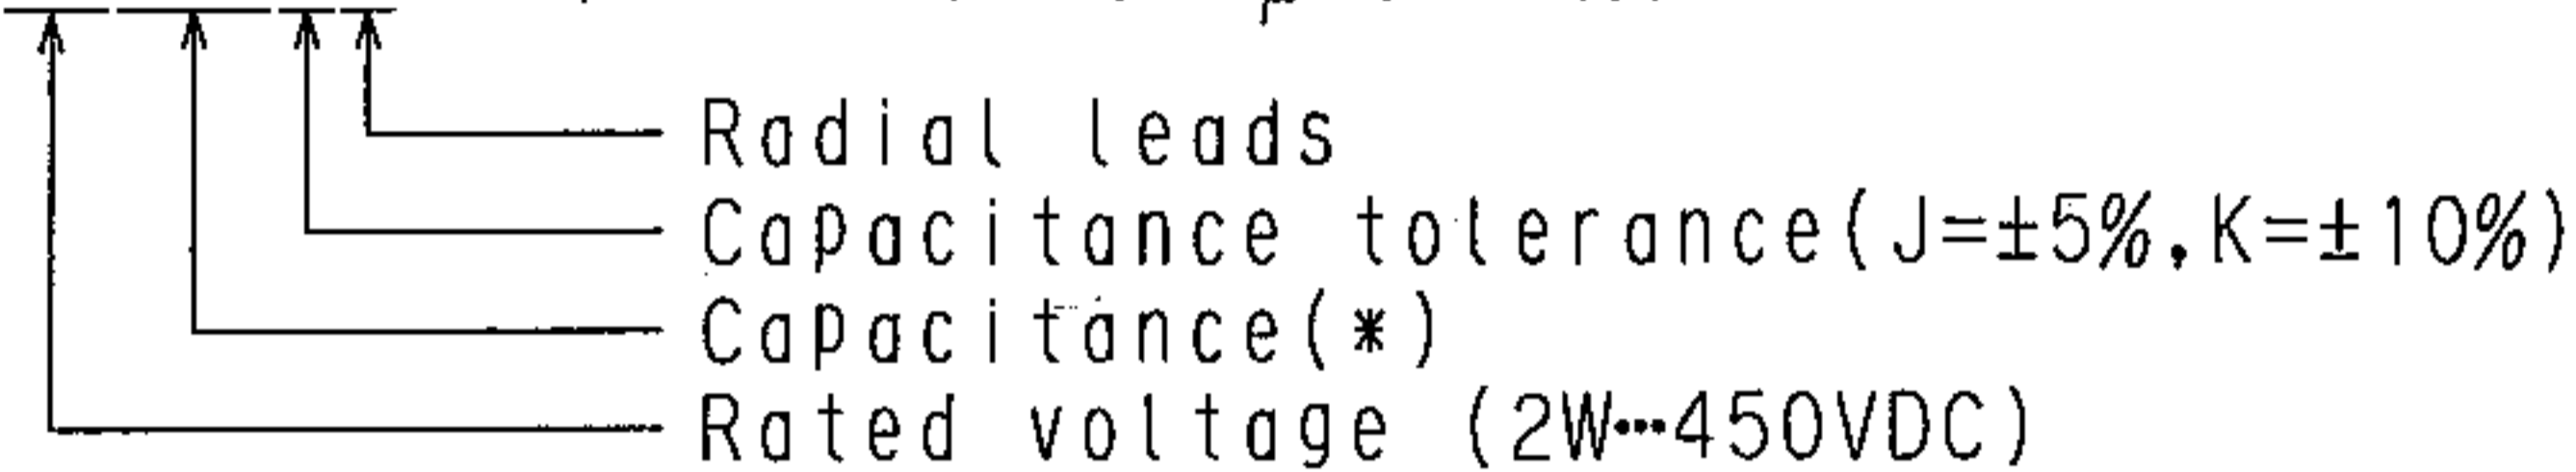 Radial leads
Capacitance tolerance(J=±5%,K=±10%)
Capacitance(*)
Rated voltage (2W…450VDC)